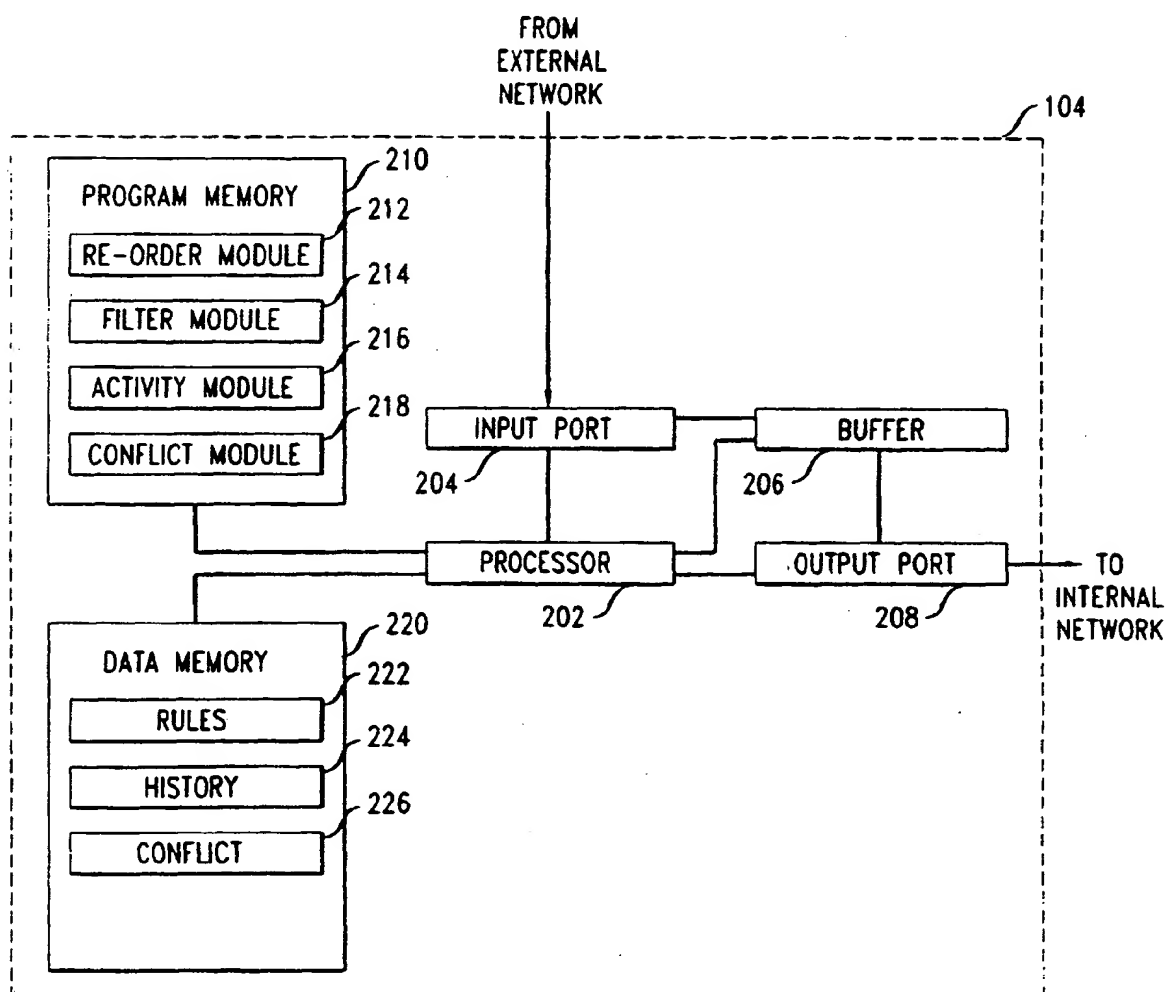 FROM
EXTERNAL
NETWORK
104
PROGRAM MEMORY
210
RE-ORDER MODULE
212
FILTER MODULE
214
ACTIVITY MODULE
216
CONFLICT MODULE
218
INPUT PORT
204
BUFFER
206
PROCESSOR
202
OUTPUT PORT
208
TO
INTERNAL
NETWORK
DATA MEMORY
220
RULES
222
HISTORY
224
CONFLICT
226